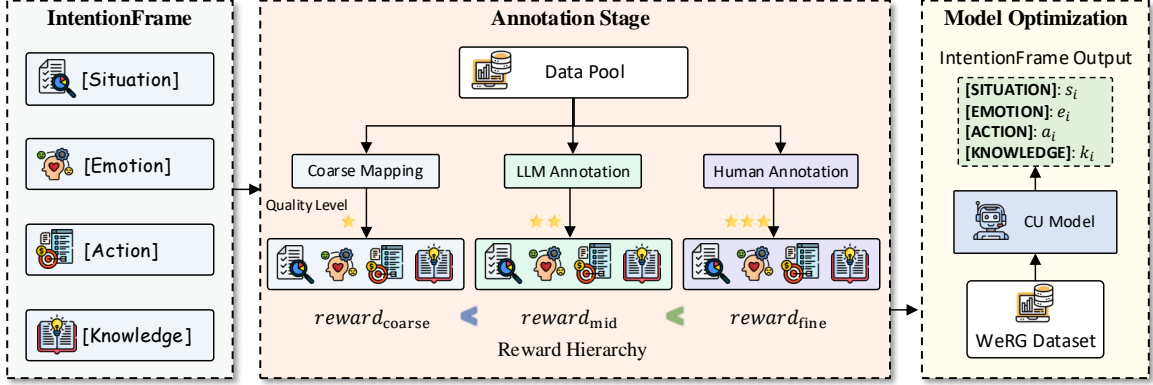 IntentionFrame
[Situation]
[Emotion]
[Action]
[Knowledge]
Annotation Stage
Data Pool
Coarse Mapping
LLM Annotation
Human Annotation
Quality Level
reward_coarse < reward_mid < reward_fine
Reward Hierarchy
Model Optimization
IntentionFrame Output
[SITUATION]: s_i
[EMOTION]: e_i
[ACTION]: a_i
[KNOWLEDGE]: k_i
CU Model
WeRG Dataset